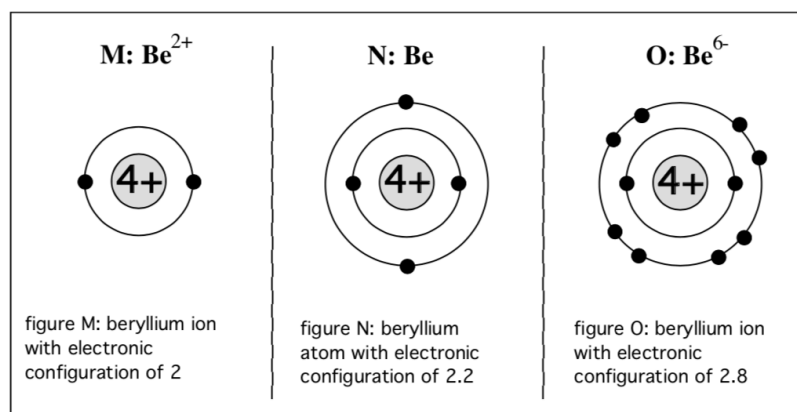 M: Be2+
4+
figure M: beryllium ion
with electronic
configuration of 2
N: Be
4+
figure N: beryllium
atom with electronic
configuration of 2.2
O: Be6-
4+
figure O: beryllium ion
with electronic
configuration of 2.8